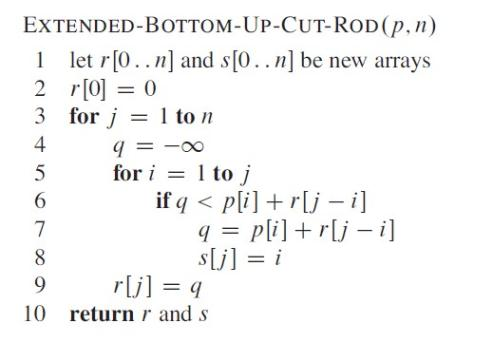 EXTENDED-BOTTOM-UP-CUT-ROD(p, n)
1 let r[0..n] and s[0..n] be new arrays
2 r[0] = 0
3 for j = 1 to n
4 q = −∞
5 for i = 1 to j
6 if q < p[i] + r[j − i]
7 q = p[i] + r[j − i]
8 s[j] = i
9 r[j] = q
10 return r and s